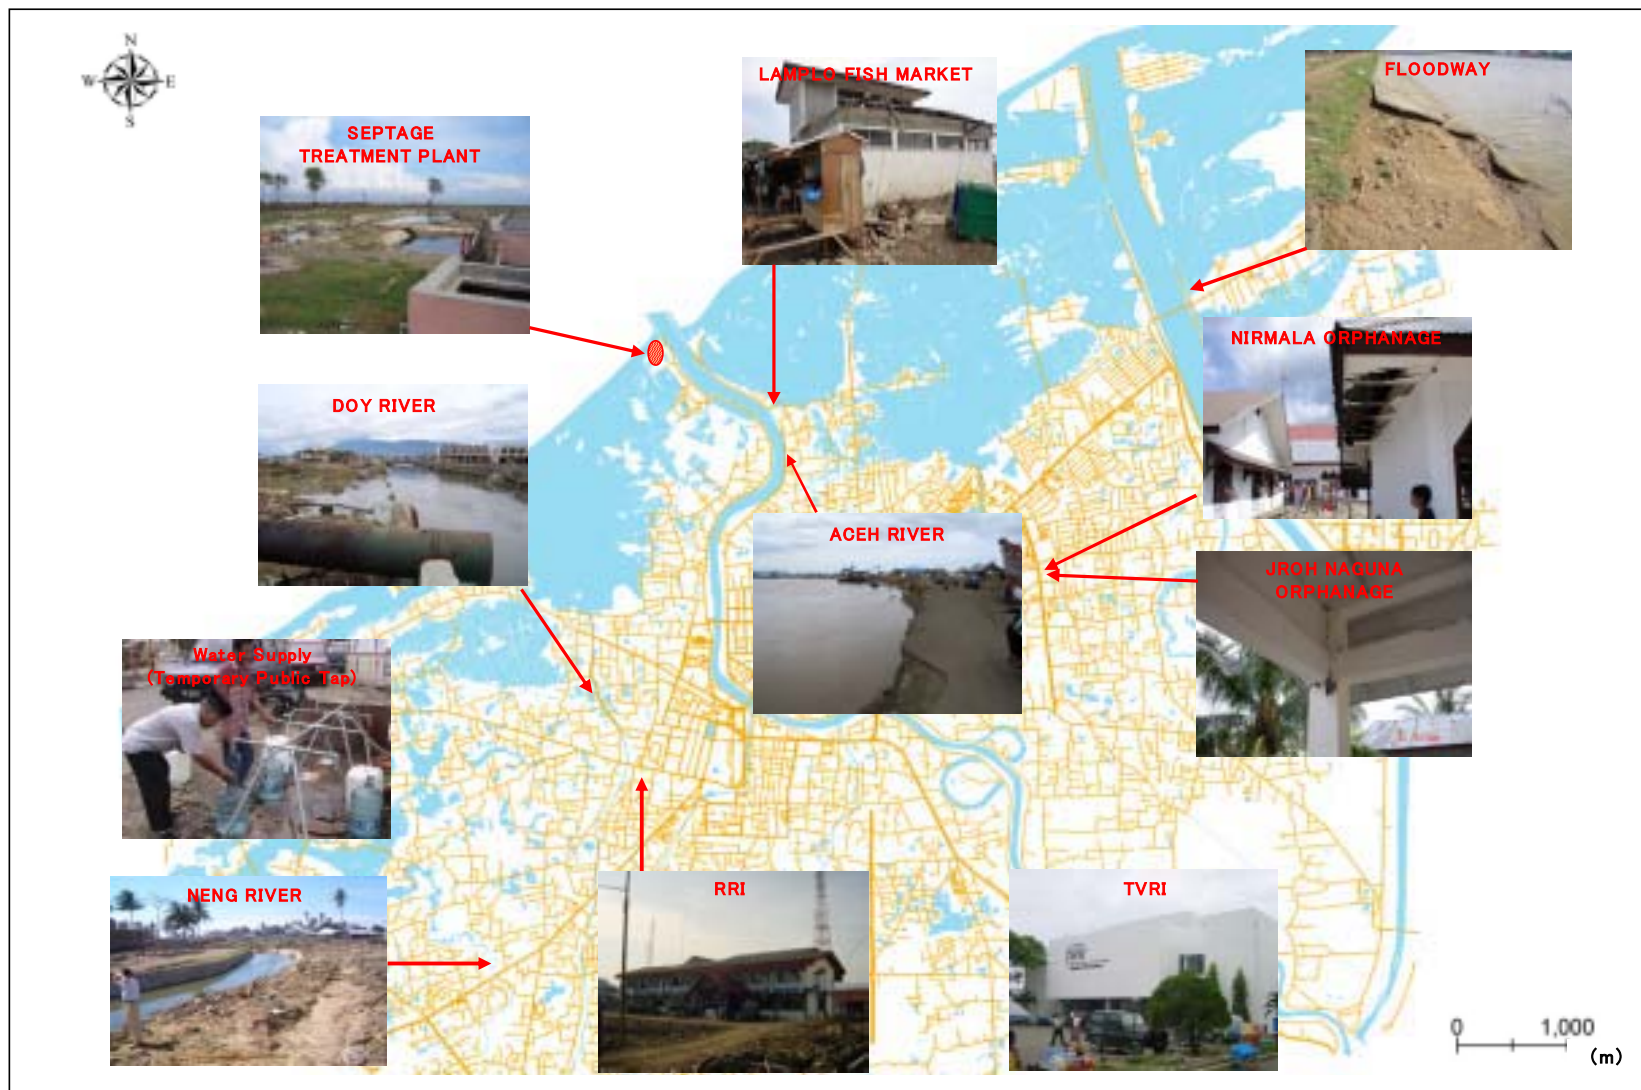 N
W E
S
SEPTAGE
TREATMENT PLANT
LAMPLO FISH MARKET
FLOODWAY
NIRMALA ORPHANAGE
DOY RIVER
ACEH RIVER
JROH NAGUNA
ORPHANAGE
Water Supply
(Temporary Public Tap)
NENG RIVER
RRI
TVRI
0 1,000
(m)